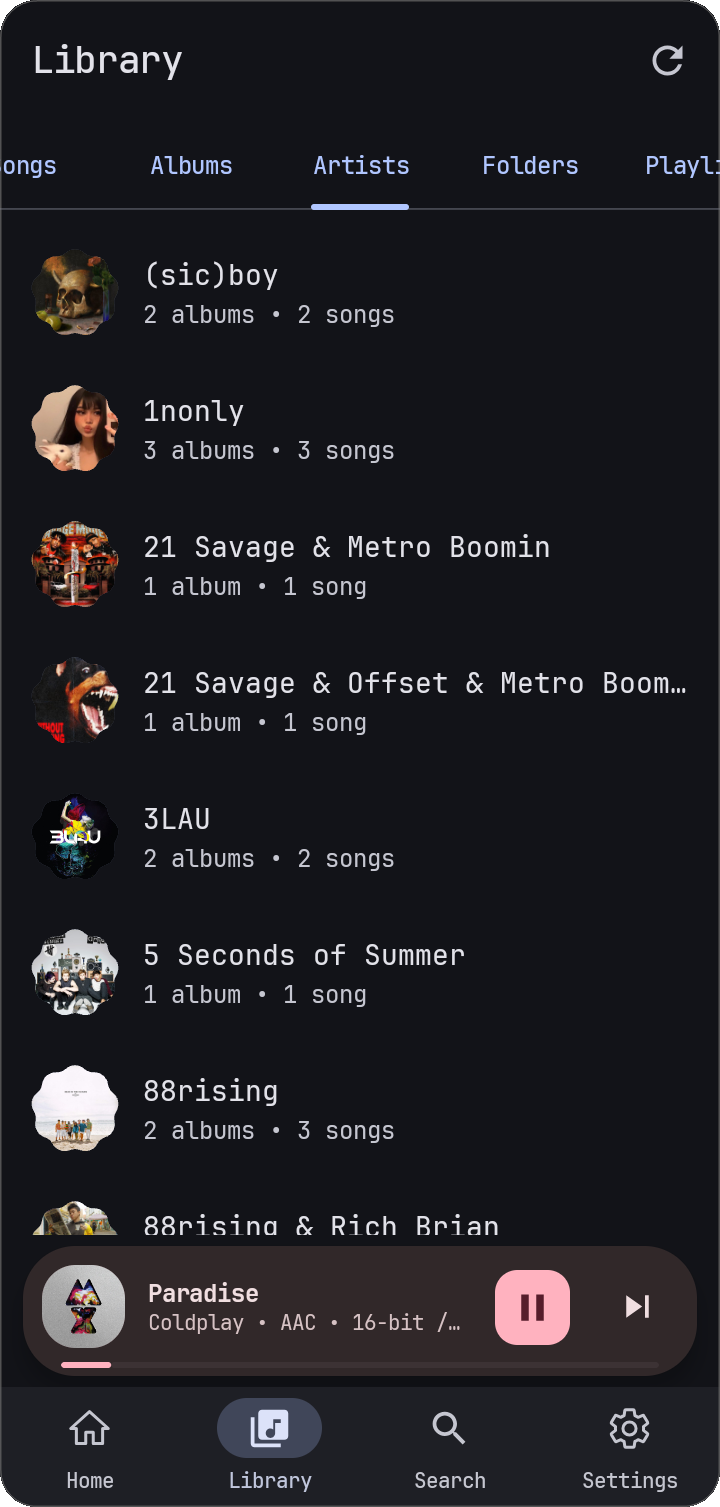 Library
ongs Albums Artists Folders Playli
(sic)boy
2 albums • 2 songs
1nonly
3 albums • 3 songs
21 Savage & Metro Boomin
1 album • 1 song
21 Savage & Offset & Metro Boom…
1 album • 1 song
3LAU
3LAU
2 albums • 2 songs
5 Seconds of Summer
1 album • 1 song
88rising
2 albums • 3 songs
88rising & Rich Brian
Paradise
Coldplay • AAC • 16-bit /…
Home Library Search Settings